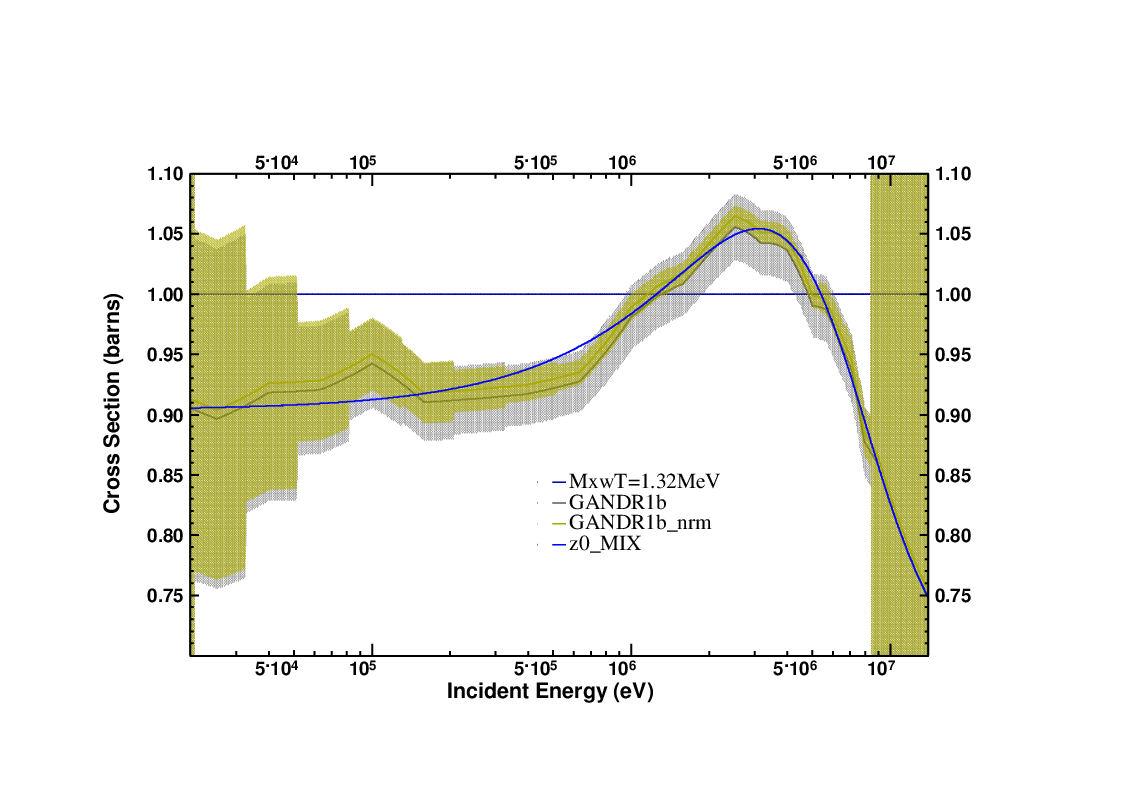 5·10⁴ 10⁵ 5·10⁵ 10⁶ 5·10⁶ 10⁷
1.10 1.10
1.05 1.05
1.00 1.00
0.95 0.95
0.90 0.90
0.85 0.85
0.80 0.80
0.75 0.75
Cross Section (barns)
MxwT=1.32MeV
GANDR1b
GANDR1b_nrm
z0_MIX
5·10⁴ 10⁵ 5·10⁵ 10⁶ 5·10⁶ 10⁷
Incident Energy (eV)